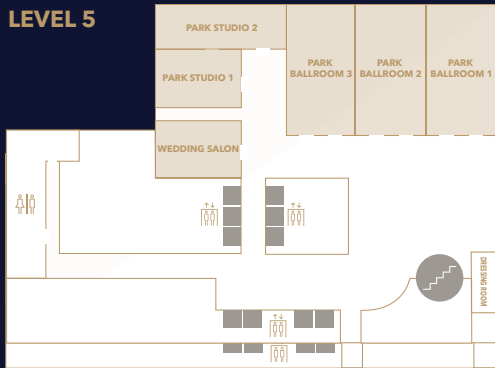 LEVEL 5
PARK STUDIO 2
PARK
BALLROOM 3
PARK
BALLROOM 2
PARK
BALLROOM 1
PARK STUDIO 1
WEDDING SALON
DRESSING ROOM